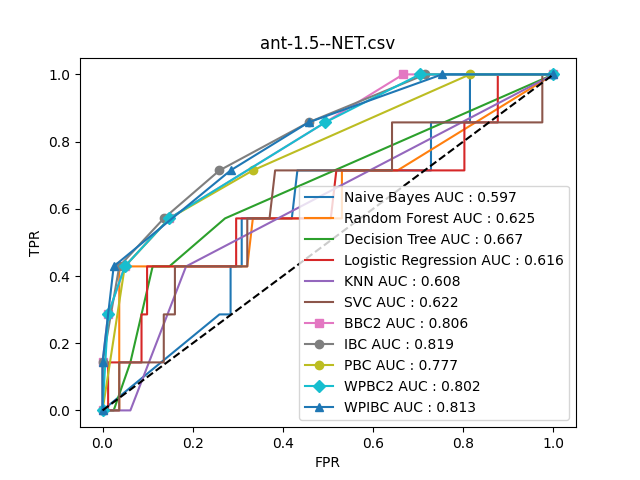 ant-1.5--NET.csv
1.0
0.8
0.6
0.4
0.2
0.0
TPR
Naive Bayes AUC : 0.597
Random Forest AUC : 0.625
Decision Tree AUC : 0.667
Logistic Regression AUC : 0.616
KNN AUC : 0.608
SVC AUC : 0.622
BBC2 AUC : 0.806
IBC AUC : 0.819
PBC AUC : 0.777
WPBC2 AUC : 0.802
WPIBC AUC : 0.813
0.0 0.2 0.4 0.6 0.8 1.0
FPR